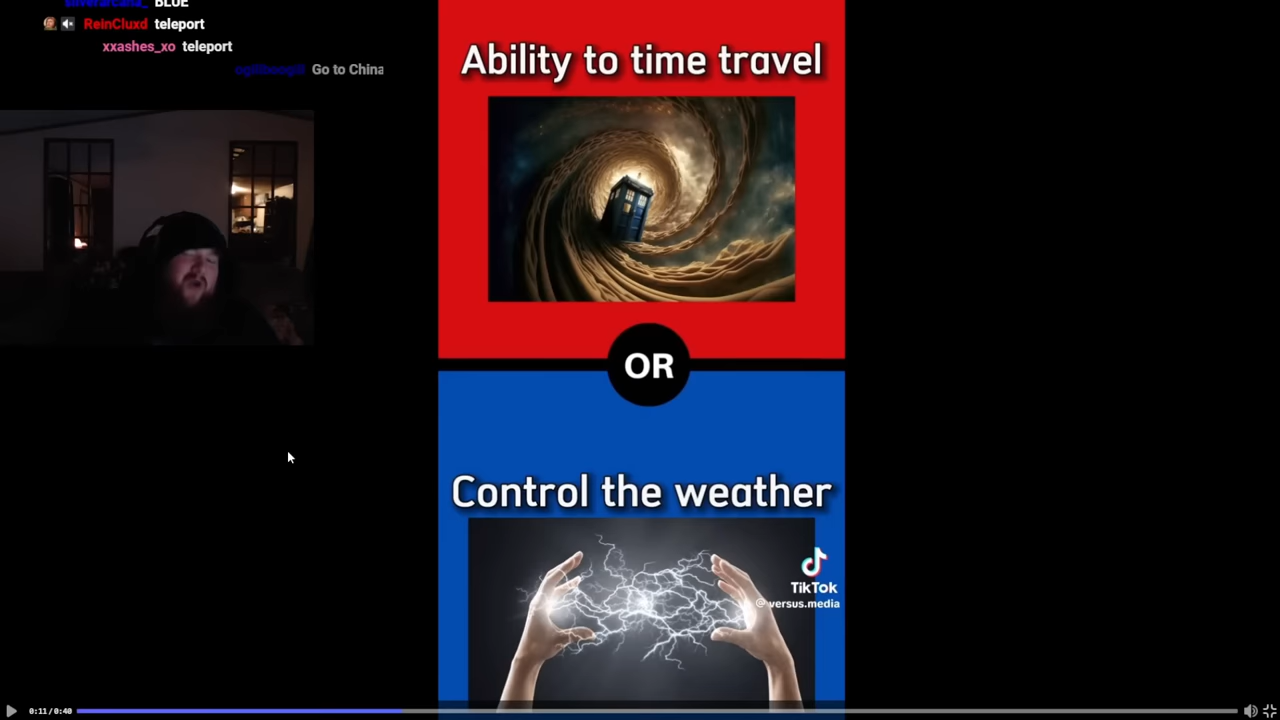 BLUE
ReinCluxd teleport
xxashes_xo teleport
Go to China
Ability to time travel
OR
Control the weather
TikTok
@versus.media
0:11/0:40